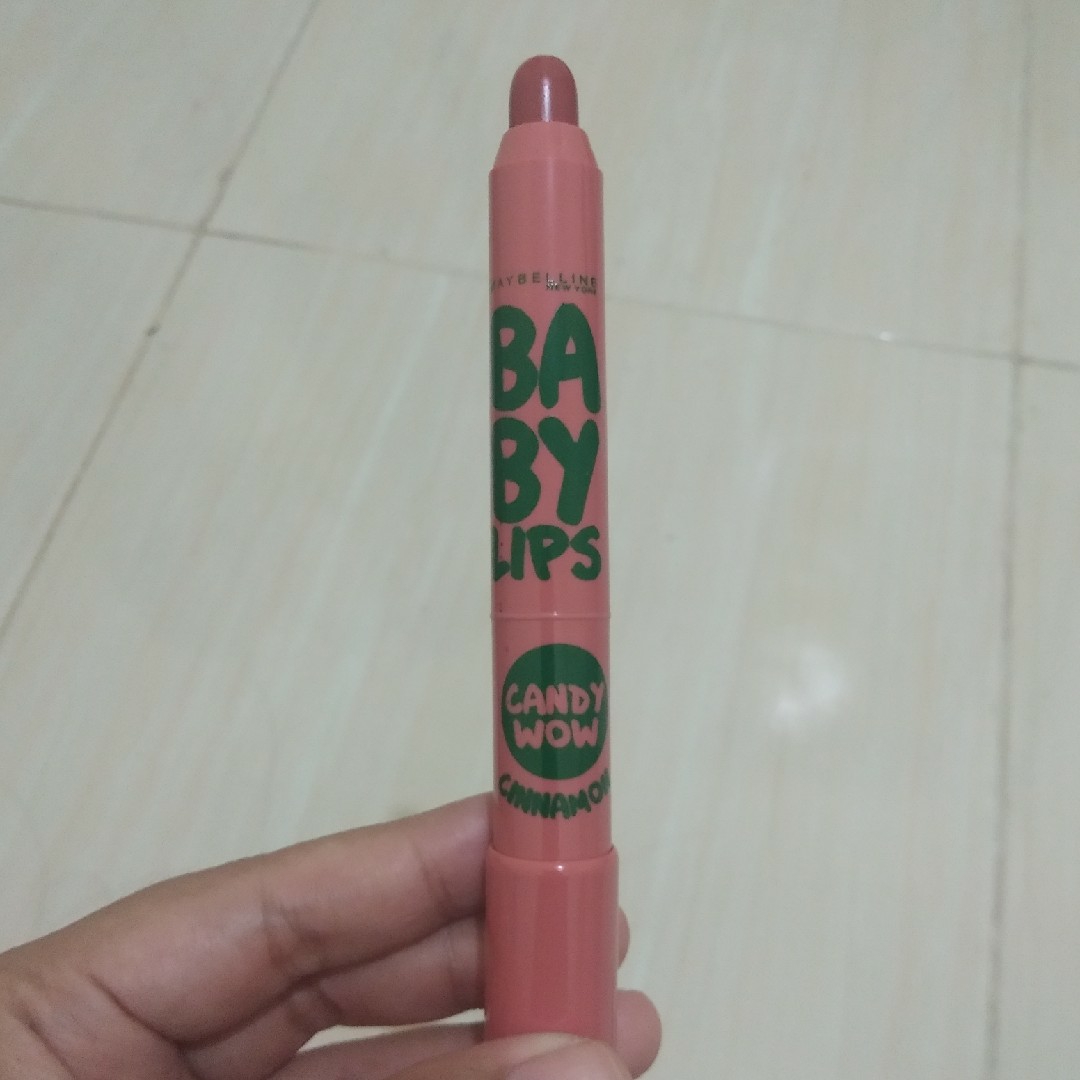 MAYBELLINE
NEW YORK
BA
BY
LIPS
CANDY
WOW
CINNAMON